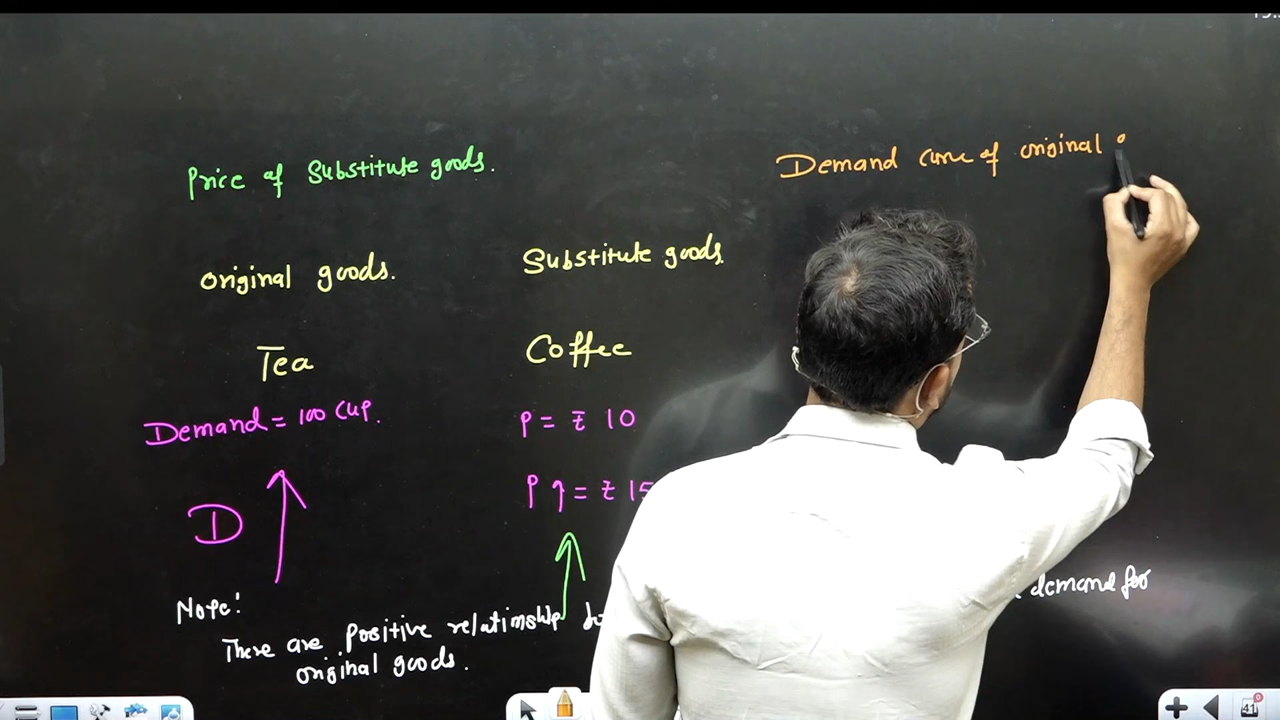 Price of Substitute goods.
Demand curve of original
original goods.
Substitute goods
Tea
Coffee
Demand = 100 Cup.
P = ₹ 10
P ↑ = ₹ 15
D ↑
Note:
There are positive relationship
demand for
original goods.
41